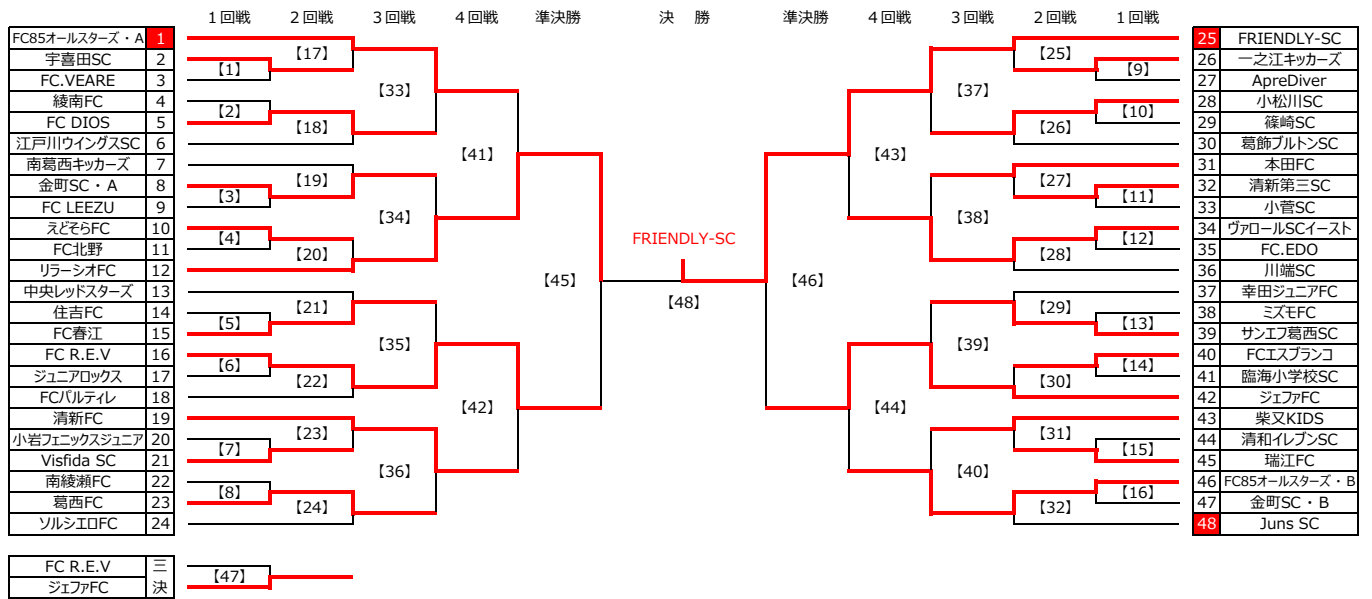 1回戦 2回戦 3回戦 4回戦 準決勝 決 勝 準決勝 4回戦 3回戦 2回戦 1回戦
FC85オールスターズ・A 1 25 FRIENDLY-SC
【17】 【25】
宇喜田SC 2 26 一之江キッカーズ
【1】 【9】
FC.VEARE 3 27 ApreDiver
【33】 【37】
綾南FC 4 28 小松川SC
【2】 【10】
FC DIOS 5 29 篠崎SC
【18】 【26】
江戸川ウイングスSC 6 30 葛飾ブルトンSC
【41】 【43】
南葛西キッカーズ 7 31 本田FC
【19】 【27】
金町SC・A 8 32 清新第三SC
【3】 【11】
FC LEEZU 9 33 小菅SC
【34】 【38】
えどそらFC 10 34 ヴァロールSCイースト
【4】 FRIENDLY-SC 【12】
FC北野 11 35 FC.EDO
【20】 【28】
リラーシオFC 12 36 川端SC
【45】 【46】
中央レッドスターズ 13 37 幸田ジュニアFC
【21】 【48】 【29】
住吉FC 14 38 ミズモFC
【5】 【13】
FC春江 15 39 サンエフ葛西SC
【35】 【39】
FC R.E.V 16 40 FCエスブランコ
【6】 【14】
ジュニアロックス 17 41 臨海小学校SC
【22】 【30】
FCパルティレ 18 42 ジェファFC
【42】 【44】
清新FC 19 43 柴又KIDS
【23】 【31】
小岩フェニックスジュニア 20 44 清和イレブンSC
【7】 【15】
Visfida SC 21 45 瑞江FC
【36】 【40】
南綾瀬FC 22 46 FC85オールスターズ・B
【8】 【16】
葛西FC 23 47 金町SC・B
【24】 【32】
ソルシエロFC 24 48 Juns SC
FC R.E.V 三
【47】
ジェファFC 決